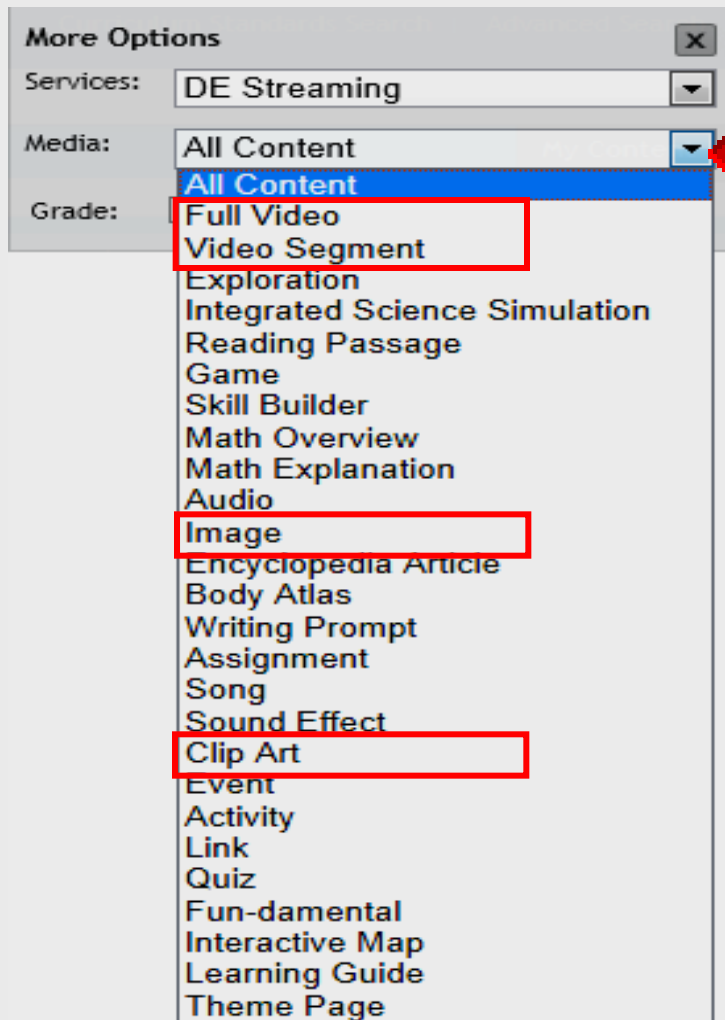 More Options
Services: DE Streaming
Media: All Content
All Content
Grade: Full Video
Video Segment
Exploration
Integrated Science Simulation
Reading Passage
Game
Skill Builder
Math Overview
Math Explanation
Audio
Image
Encyclopedia Article
Body Atlas
Writing Prompt
Assignment
Song
Sound Effect
Clip Art
Event
Activity
Link
Quiz
Fun-damental
Interactive Map
Learning Guide
Theme Page